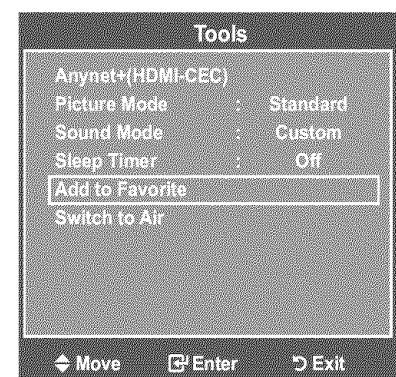 Tools
Anynet+(HDMI-CEC)
Picture Mode : Standard
Sound Mode : Custom
Sleep Timer : Off
Add to Favorite
Switch to Air
Move Enter Exit